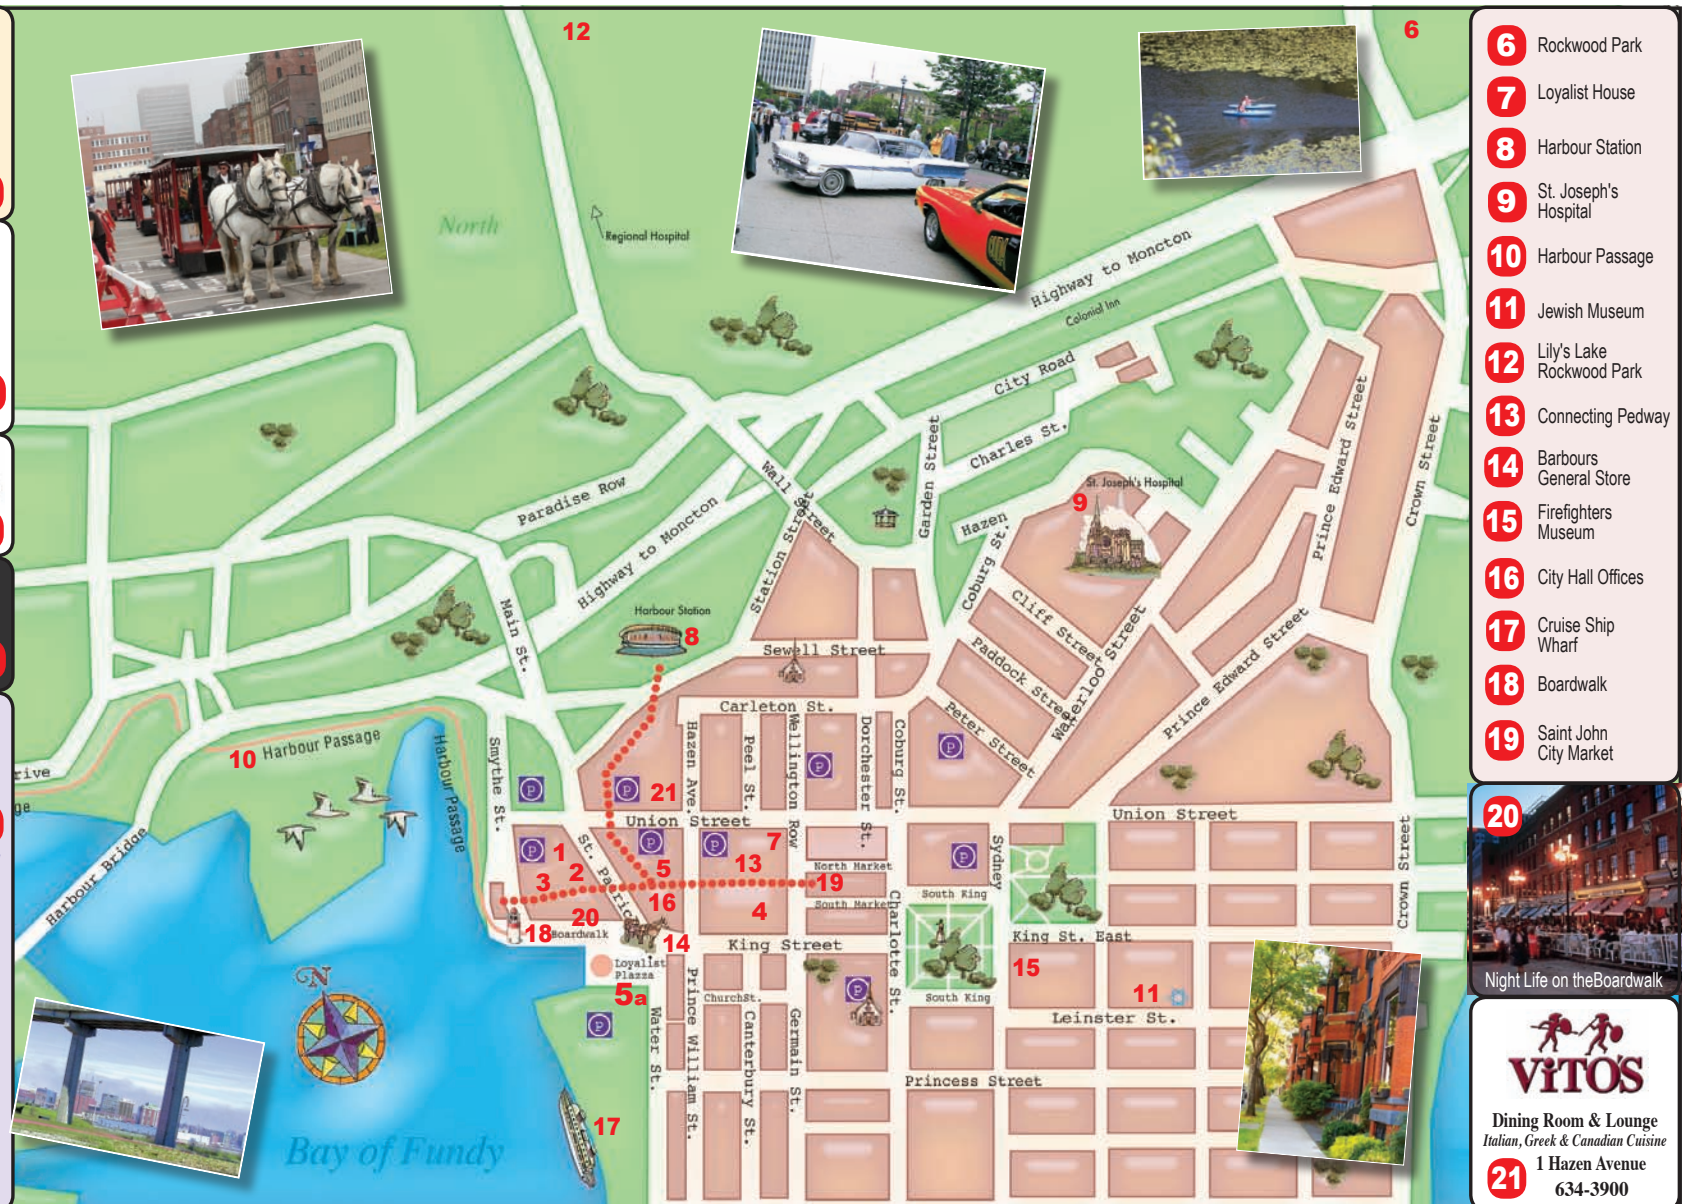 12
6
North
Regional Hospital
Highway to Moncton
Colonial Inn
City Road
Charles St.
Garden Street
Wall Street
Station Street
Paradise Row
Highway to Moncton
Main St.
Hazen
Coburg St.
St. Joseph's Hospital
9
Cliff Street
Paddock Street
Peter Street
Waterloo Street
Prince Edward Street
Prince Edward Street
Crown Street
Harbour Station
8
Sewell Street
Carleton St.
Hazen Ave.
Peel St.
Wellington Row
Dorchester St.
Coburg St.
10
Harbour Passage
Harbour Passage
Smythe St.
rive
ge
Harbour Bridge
P
P
P
P
21
Union Street
Union Street
P
P
P
P
1
2
3
5
7
13
St. Patrick
Sydney
North Market
19
South Market
South King
16
4
20
18
Boardwalk
14
King Street
King St. East
Charlotte St.
Crown Street
Loyalist
Plazza
5a
15
11
South King
Church St.
P
P
Leinster St.
Water St.
Prince William St.
Canterbury St.
Germain St.
Princess Street
17
N
Bay of Fundy
6 Rockwood Park
7 Loyalist House
8 Harbour Station
9 St. Joseph's
Hospital
10 Harbour Passage
11 Jewish Museum
12 Lily's Lake
Rockwood Park
13 Connecting Pedway
14 Barbours
General Store
15 Firefighters
Museum
16 City Hall Offices
17 Cruise Ship
Wharf
18 Boardwalk
19 Saint John
City Market
20
Night Life on theBoardwalk
ViTO'S
Dining Room & Lounge
Italian, Greek & Canadian Cuisine
21 1 Hazen Avenue
634-3900